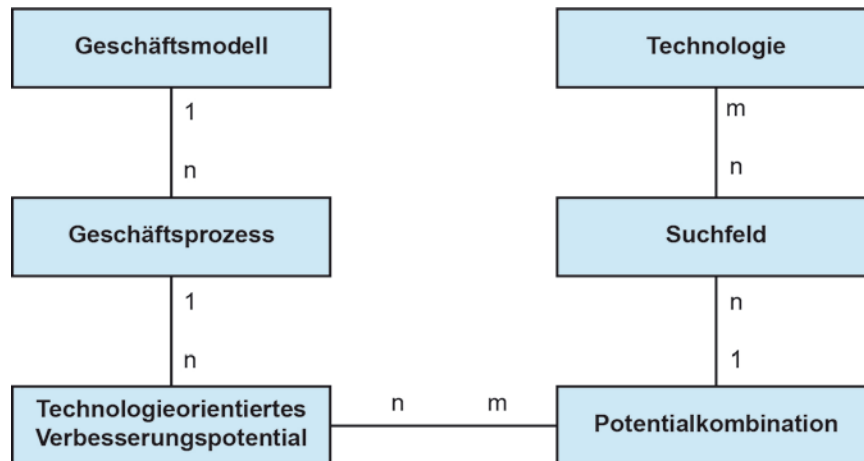 Geschäftsmodell
Technologie
1
m
n
n
Geschäftsprozess
Suchfeld
1
n
n
1
Technologieorientiertes
Verbesserungspotential
n
m
Potentialkombination